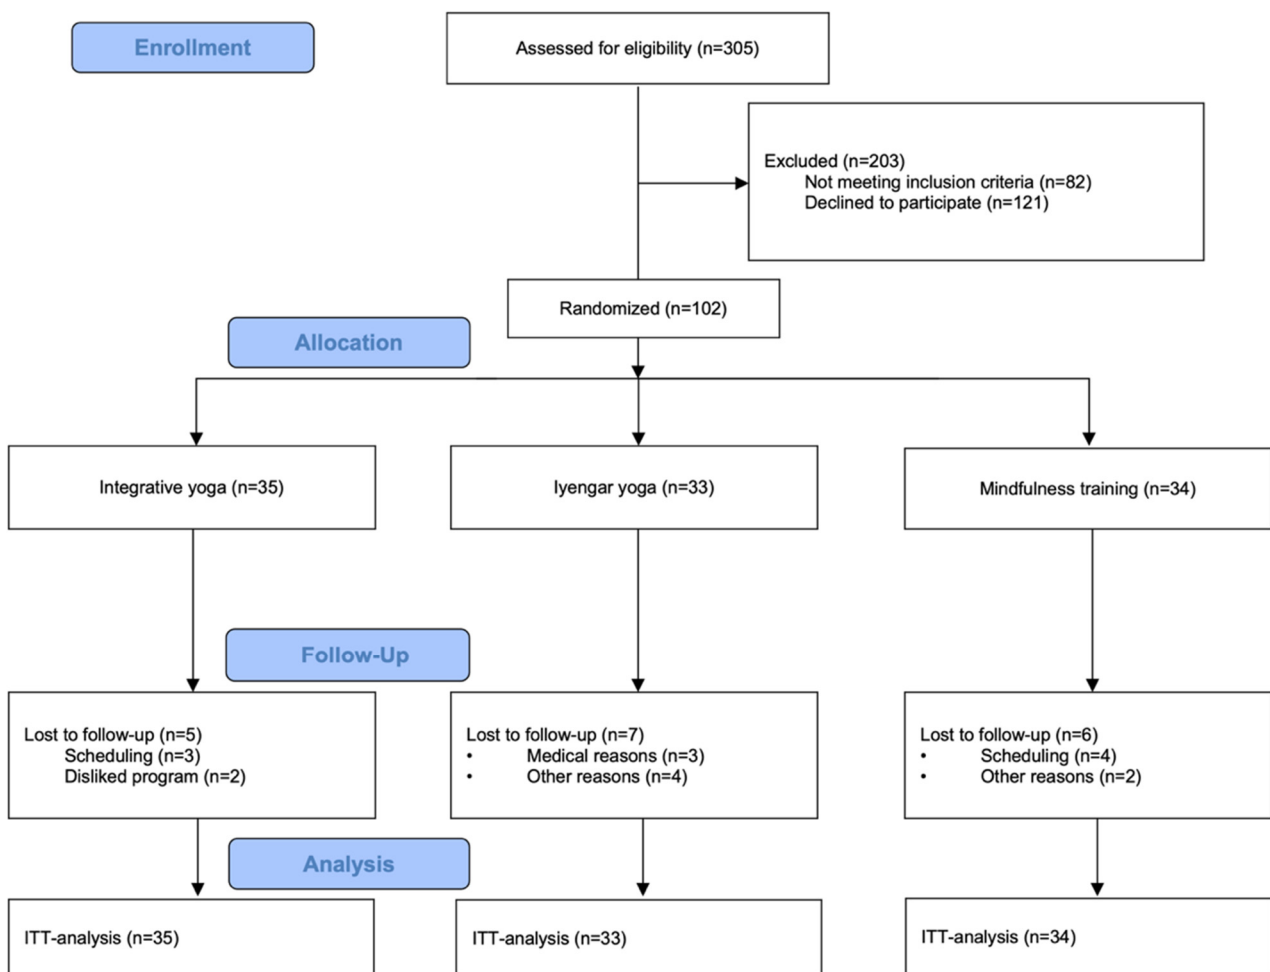 Enrollment
Assessed for eligibility (n=305)
Excluded (n=203)
Not meeting inclusion criteria (n=82)
Declined to participate (n=121)
Randomized (n=102)
Allocation
Integrative yoga (n=35)
Iyengar yoga (n=33)
Mindfulness training (n=34)
Follow-Up
Lost to follow-up (n=5)
Scheduling (n=3)
Disliked program (n=2)
Lost to follow-up (n=7)
• Medical reasons (n=3)
• Other reasons (n=4)
Lost to follow-up (n=6)
• Scheduling (n=4)
• Other reasons (n=2)
Analysis
ITT-analysis (n=35)
ITT-analysis (n=33)
ITT-analysis (n=34)